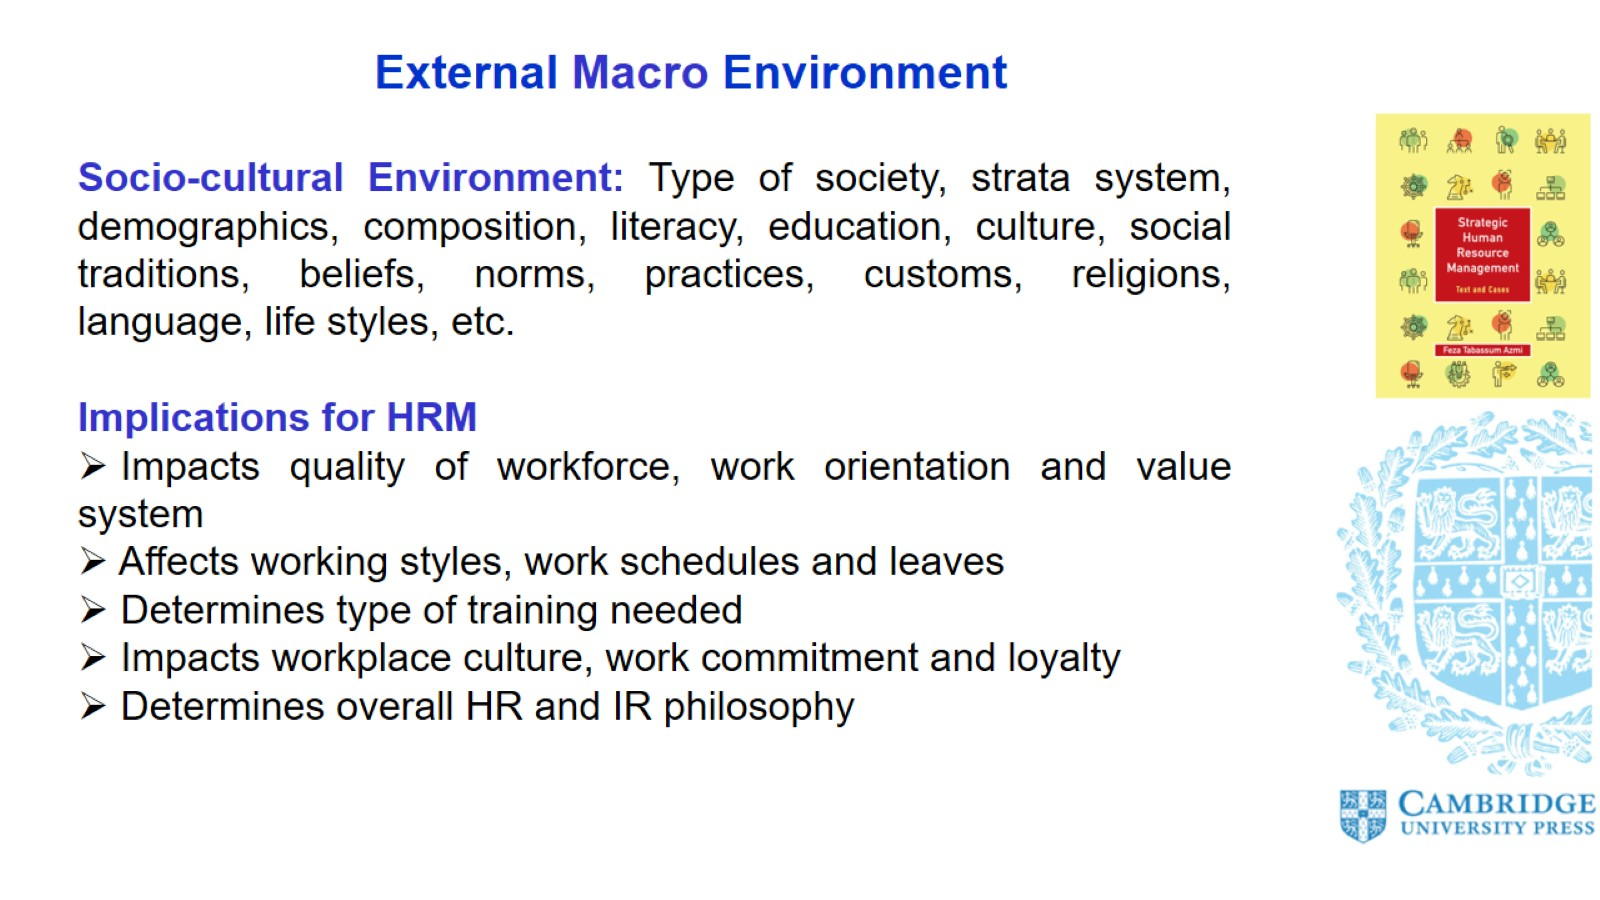 External Macro Environment
Socio-cultural Environment: Type of society, strata system,
demographics, composition, literacy, education, culture, social
traditions, beliefs, norms, practices, customs, religions,
language, life styles, etc.
Implications for HRM
➢ Impacts quality of workforce, work orientation and value
system
➢ Affects working styles, work schedules and leaves
➢ Determines type of training needed
➢ Impacts workplace culture, work commitment and loyalty
➢ Determines overall HR and IR philosophy
Strategic
Human
Resource
Management
Text and Cases
Feza Tabassum Azmi
CAMBRIDGE
UNIVERSITY PRESS